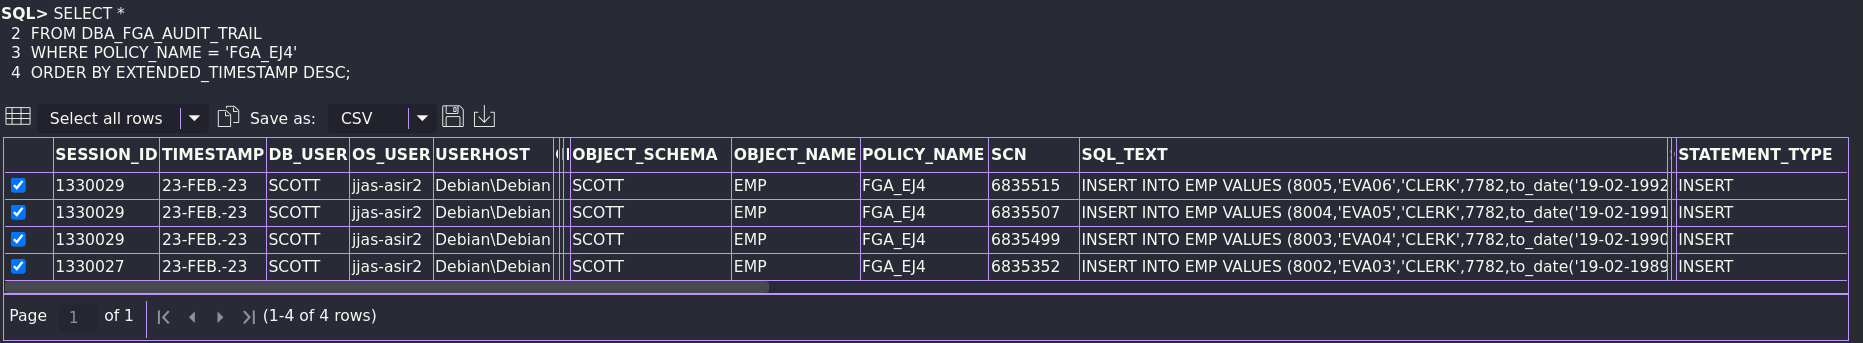 SQL> SELECT *
2 FROM DBA_FGA_AUDIT_TRAIL
3 WHERE POLICY_NAME = 'FGA_EJ4'
4 ORDER BY EXTENDED_TIMESTAMP DESC;
Select all rows Save as: CSV
SESSION_ID TIMESTAMP DB_USER OS_USER USERHOST OBJECT_SCHEMA OBJECT_NAME POLICY_NAME SCN SQL_TEXT STATEMENT_TYPE
1330029 23-FEB.-23 SCOTT jjas-asir2 Debian\Debian SCOTT EMP FGA_EJ4 6835515 INSERT INTO EMP VALUES (8005,'EVA06','CLERK',7782,to_date('19-02-1992 INSERT
1330029 23-FEB.-23 SCOTT jjas-asir2 Debian\Debian SCOTT EMP FGA_EJ4 6835507 INSERT INTO EMP VALUES (8004,'EVA05','CLERK',7782,to_date('19-02-1991 INSERT
1330029 23-FEB.-23 SCOTT jjas-asir2 Debian\Debian SCOTT EMP FGA_EJ4 6835499 INSERT INTO EMP VALUES (8003,'EVA04','CLERK',7782,to_date('19-02-1990 INSERT
1330027 23-FEB.-23 SCOTT jjas-asir2 Debian\Debian SCOTT EMP FGA_EJ4 6835352 INSERT INTO EMP VALUES (8002,'EVA03','CLERK',7782,to_date('19-02-1989 INSERT
Page 1 of 1 (1-4 of 4 rows)